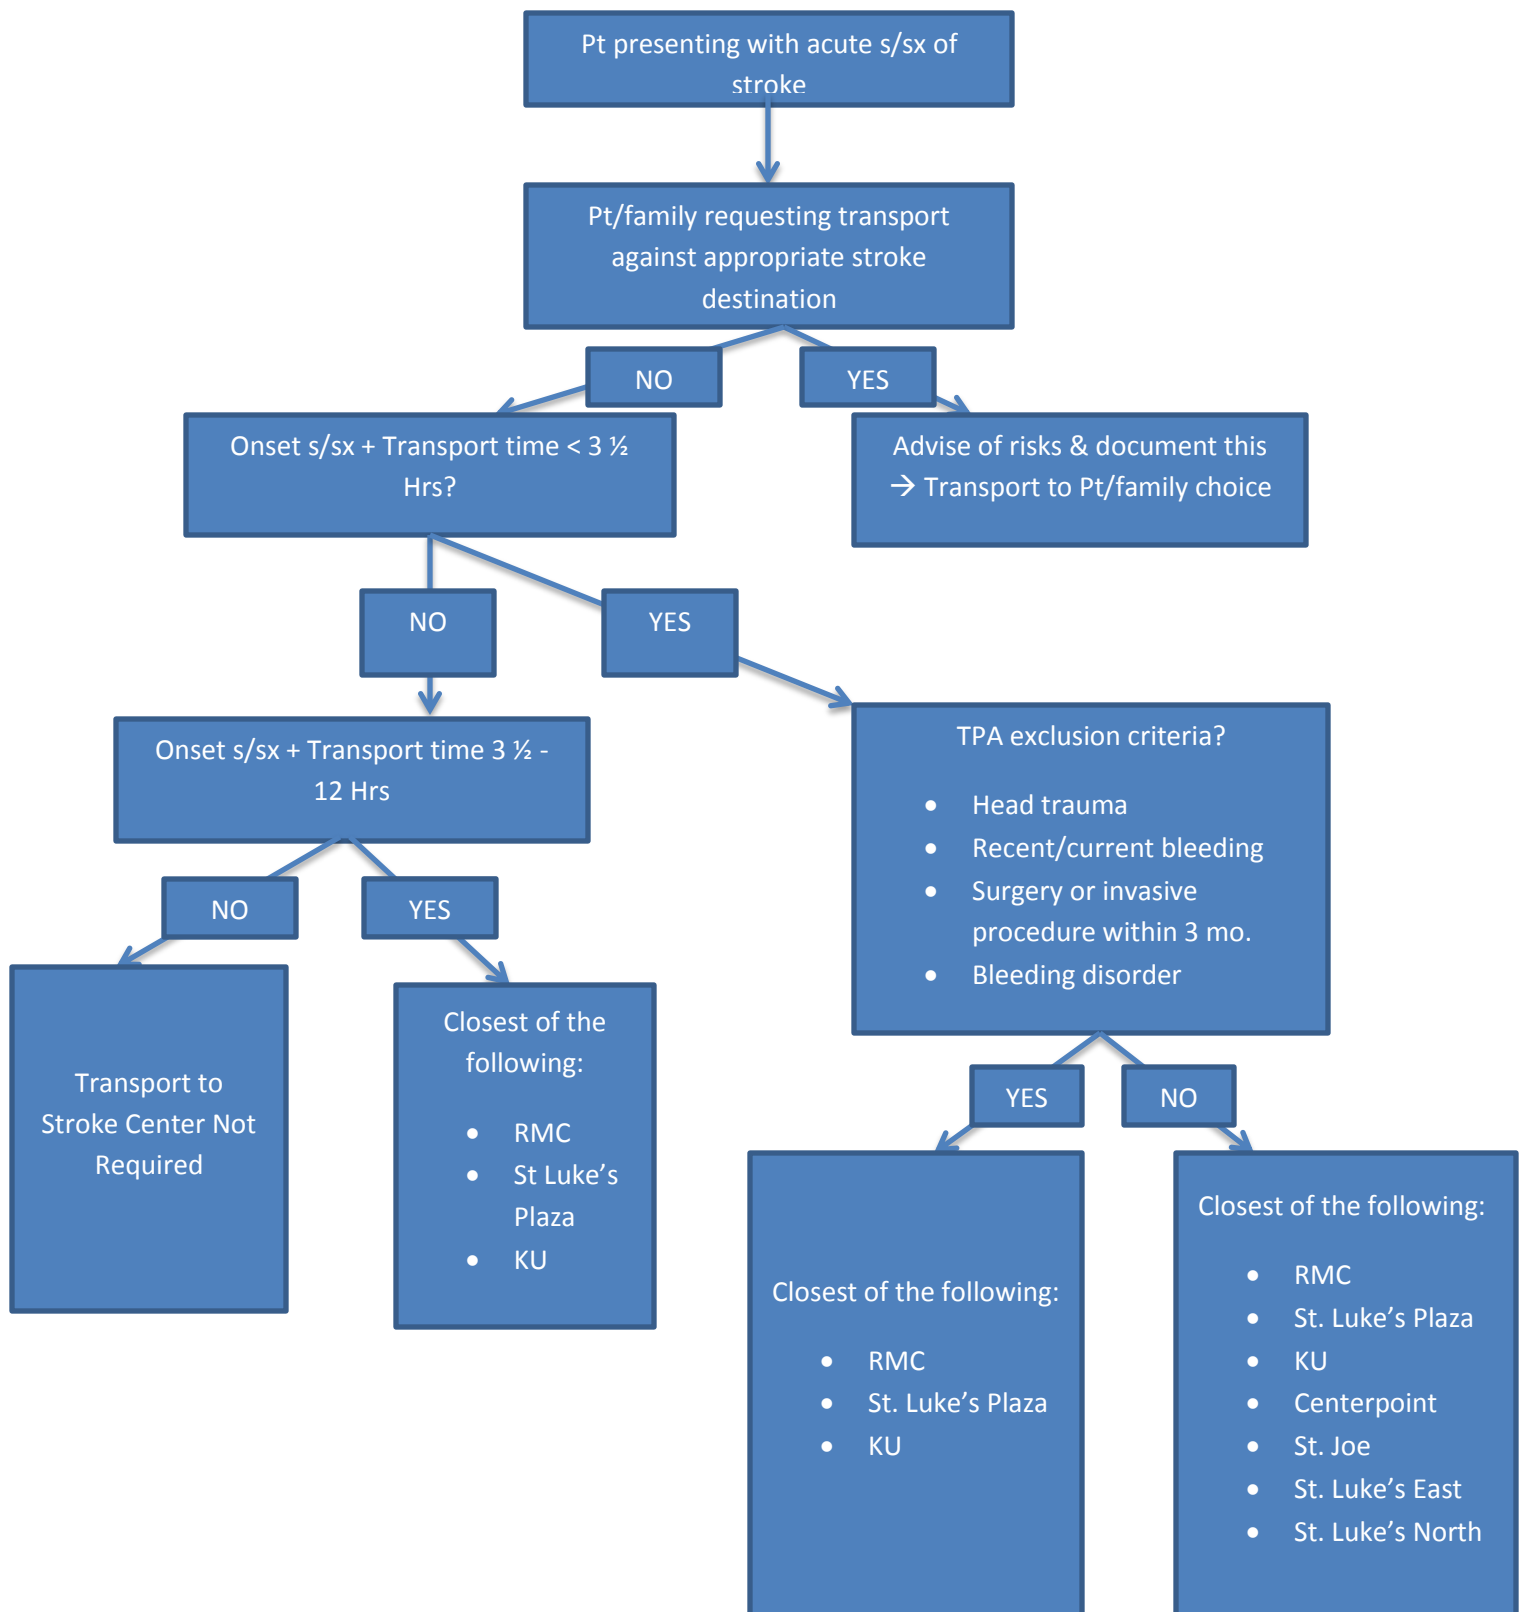 Pt presenting with acute s/sx of
stroke
Pt/family requesting transport
against appropriate stroke
destination
NO
YES
Onset s/sx + Transport time < 3 ½
Hrs?
Advise of risks & document this
→ Transport to Pt/family choice
NO
YES
Onset s/sx + Transport time 3 ½ -
12 Hrs
TPA exclusion criteria?
• Head trauma
• Recent/current bleeding
• Surgery or invasive
procedure within 3 mo.
• Bleeding disorder
NO
YES
Transport to
Stroke Center Not
Required
Closest of the
following:
• RMC
• St Luke’s
Plaza
• KU
YES
NO
Closest of the following:
• RMC
• St. Luke’s Plaza
• KU
Closest of the following:
• RMC
• St. Luke’s Plaza
• KU
• Centerpoint
• St. Joe
• St. Luke’s East
• St. Luke’s North